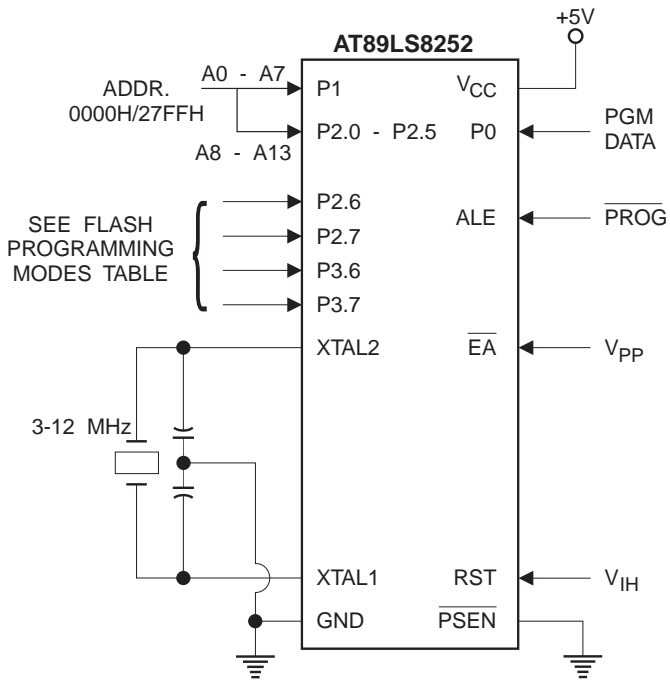 +5V
AT89LS8252
A0 - A7
ADDR.
0000H/27FFH
A8 - A13
P1
P2.0 - P2.5
VCC
P0
PGM
DATA
SEE FLASH
PROGRAMMING
MODES TABLE
P2.6
P2.7
P3.6
P3.7
ALE
PROG
XTAL2
EA
VPP
3-12 MHz
XTAL1
RST
VIH
GND
PSEN